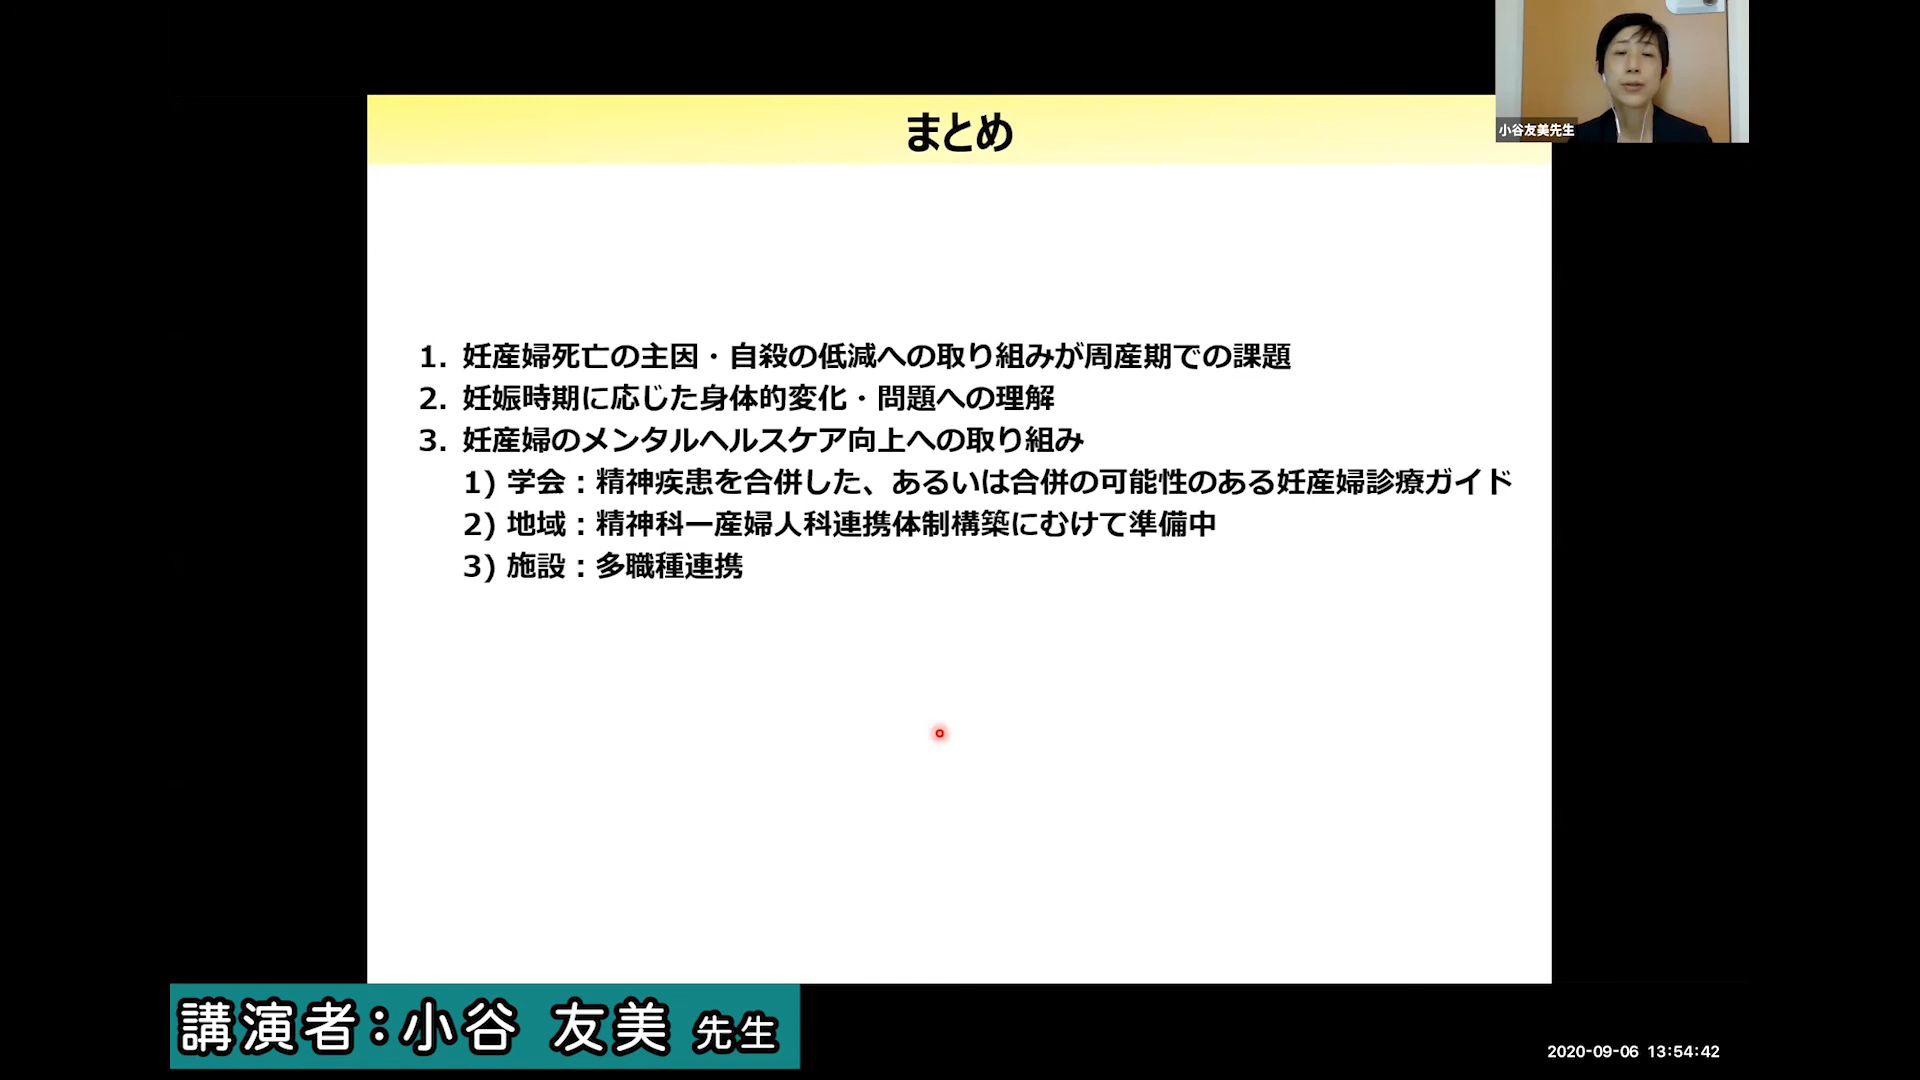 まとめ
小谷友美先生
1. 妊産婦死亡の主因・自殺の低減への取り組みが周産期での課題
2. 妊娠時期に応じた身体的変化・問題への理解
3. 妊産婦のメンタルヘルスケア向上への取り組み
1) 学会：精神疾患を合併した、あるいは合併の可能性のある妊産婦診療ガイド
2) 地域：精神科ー産婦人科連携体制構築にむけて準備中
3) 施設：多職種連携
講演者：小谷 友美 先生
2020-09-06 13:54:42